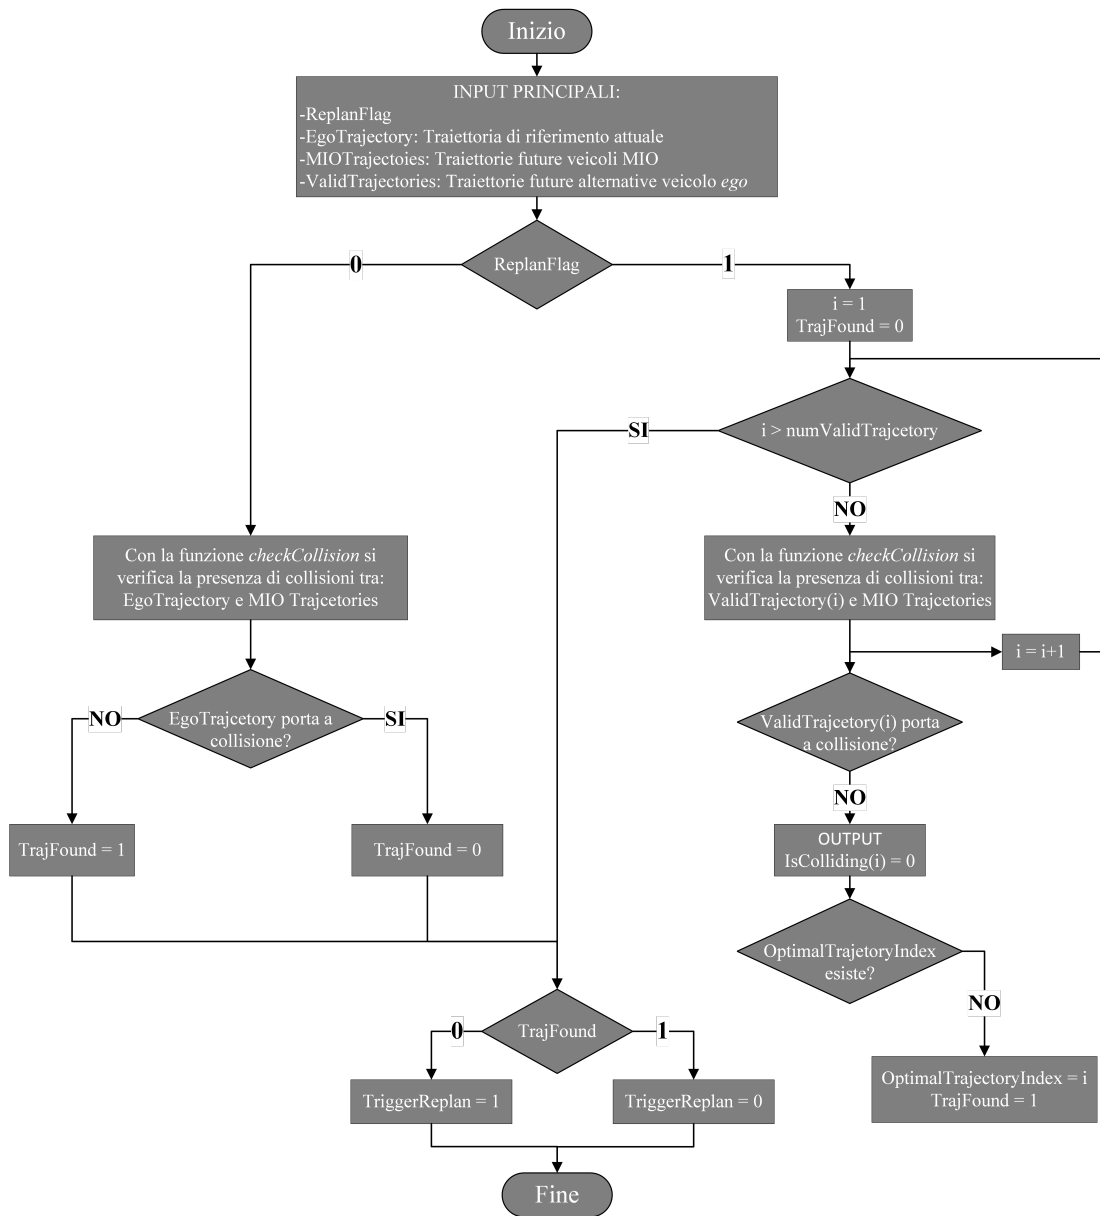 Inizio
INPUT PRINCIPALI:
-ReplanFlag
-EgoTrajectory: Traiettoria di riferimento attuale
-MIOTrajectoies: Traiettorie future veicoli MIO
-ValidTrajectories: Traiettorie future alternative veicolo ego
ReplanFlag
0
1
i = 1
TrajFound = 0
i > numValidTrajcetory
SI
NO
Con la funzione checkCollision si
verifica la presenza di collisioni tra:
EgoTrajectory e MIO Trajcetories
Con la funzione checkCollision si
verifica la presenza di collisioni tra:
ValidTrajectory(i) e MIO Trajcetories
i = i+1
EgoTrajcetory porta a
collisione?
NO
SI
ValidTrajcetory(i) porta
a collisione?
NO
TrajFound = 1
TrajFound = 0
OUTPUT
IsColliding(i) = 0
OptimalTrajetoryIndex
esiste?
NO
TrajFound
0
1
OptimalTrajectoryIndex = i
TrajFound = 1
TriggerReplan = 1
TriggerReplan = 0
Fine